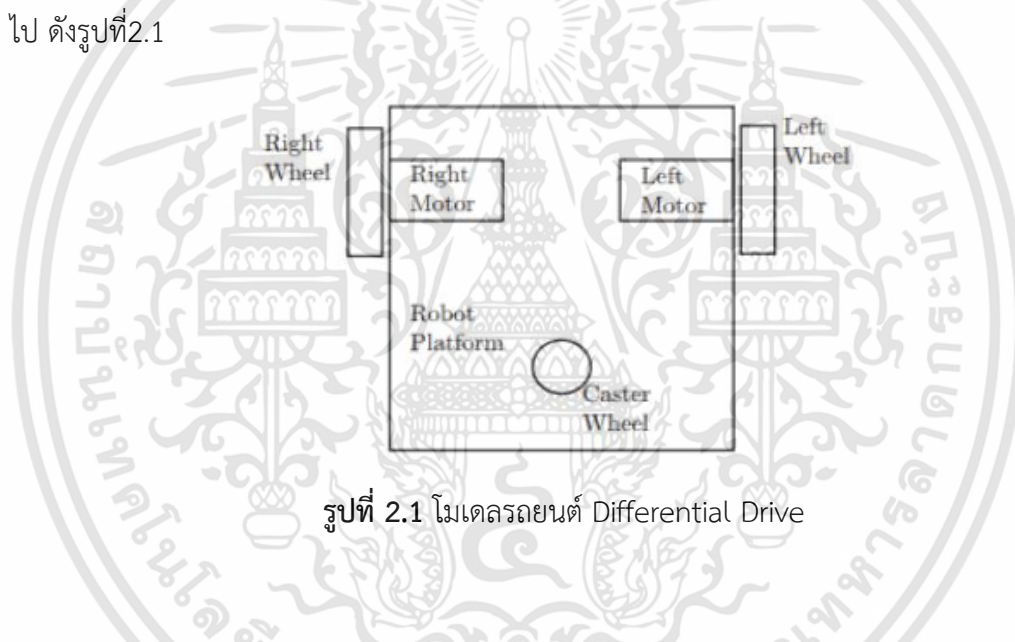 ไป ดังรูปที่2.1
Right
Wheel
Left
Wheel
Right
Motor
Left
Motor
Robot
Platform
Caster
Wheel
รูปที่ 2.1 โมเดลรถยนต์ Differential Drive